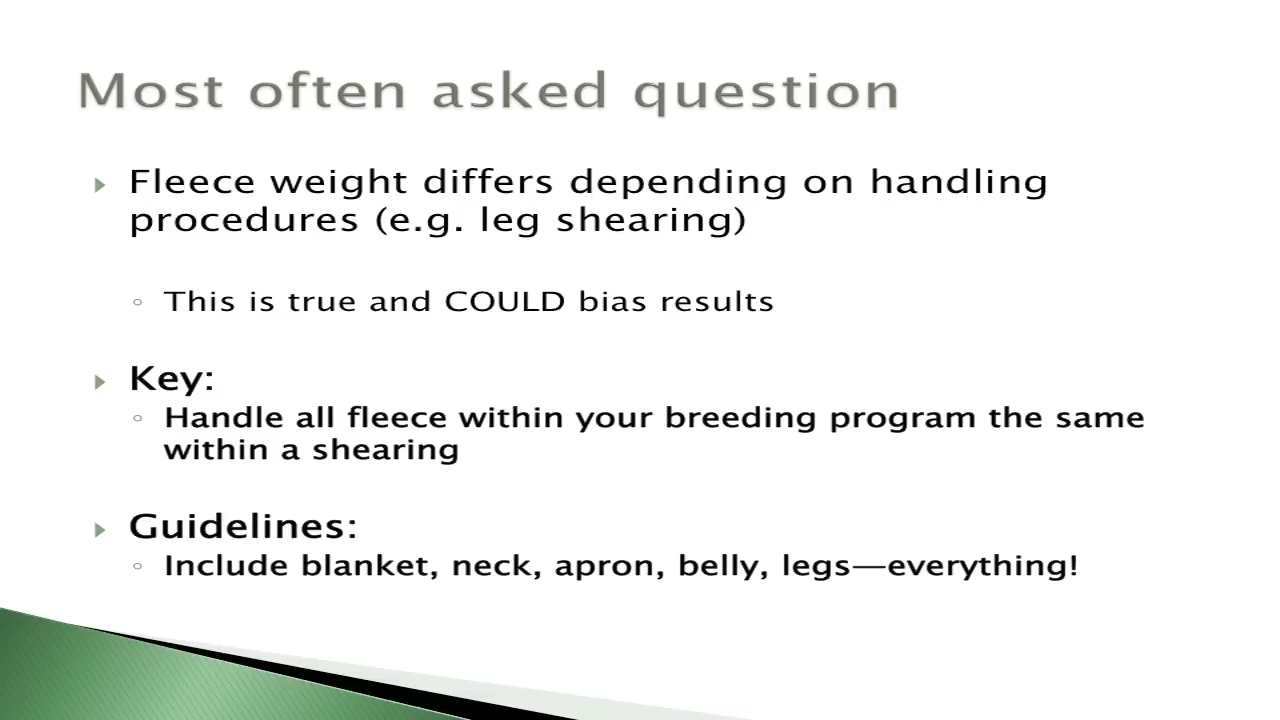 Most often asked question
Fleece weight differs depending on handling
procedures (e.g. leg shearing)
This is true and COULD bias results
Key:
Handle all fleece within your breeding program the same
within a shearing
Guidelines:
Include blanket, neck, apron, belly, legs—everything!